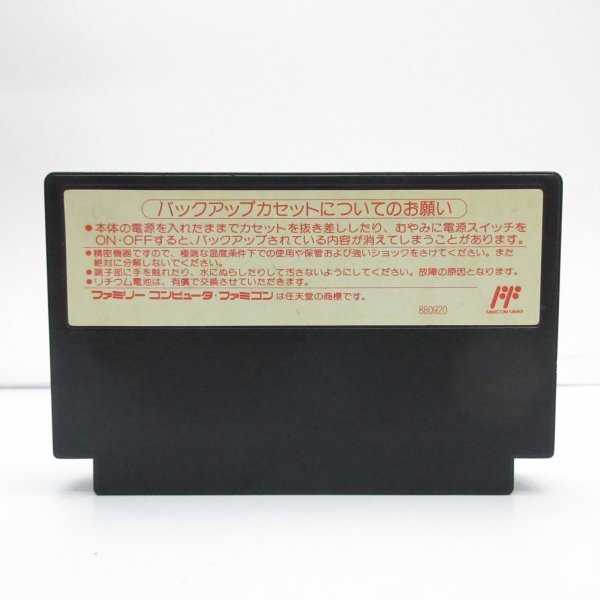 バックアップカセットについてのお願い
●本体の電源を入れたままでカセットを抜き差ししたり、むやみに電源スイッチを
ON・OFFすると、バックアップされている内容が消えてしまうことがあります。
●精密機器ですので、極端な温度条件下での使用や保管および強いショックをさけてください。また
絶対に分解しないでください。
●端子部に手を触れたり、水にぬらしたりして汚さないようにしてください。故障の原因となります。
●リチウム電池は、有償で交換させていただきます。
ファミリー コンピュータ・ファミコンは任天堂の商標です。
880920
FF
FAMICOM FAMILY